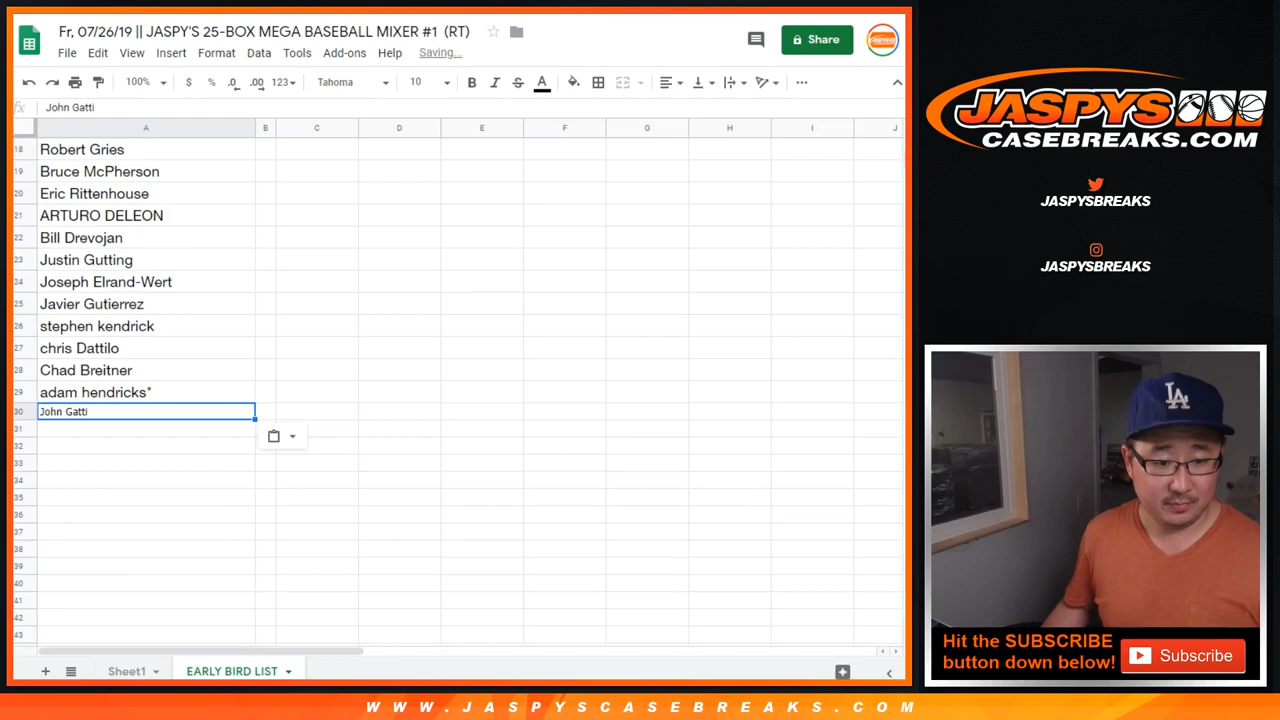 Fr, 07/26/19 || JASPY'S 25-BOX MEGA BASEBALL MIXER #1 (RT)
File Edit View Insert Format Data Tools Add-ons Help Saving...
Share
100% $ % .0 .00 123 Tahoma 10 B I S A
fx John Gatti
A B C D E F G H I J
18 Robert Gries
19 Bruce McPherson
20 Eric Rittenhouse
21 ARTURO DELEON
22 Bill Drevojan
23 Justin Gutting
24 Joseph Elrand-Wert
25 Javier Gutierrez
26 stephen kendrick
27 chris Dattilo
28 Chad Breitner
29 adam hendricks*
30 John Gatti
31
32
33
34
35
36
37
38
39
40
41
42
43
Sheet1 EARLY BIRD LIST
JASPYS
CASEBREAKS.COM
JASPYSBREAKS
JASPYSBREAKS
LA
Hit the SUBSCRIBE
button down below!
Subscribe
WWW.JASPYSCASEBREAKS.COM